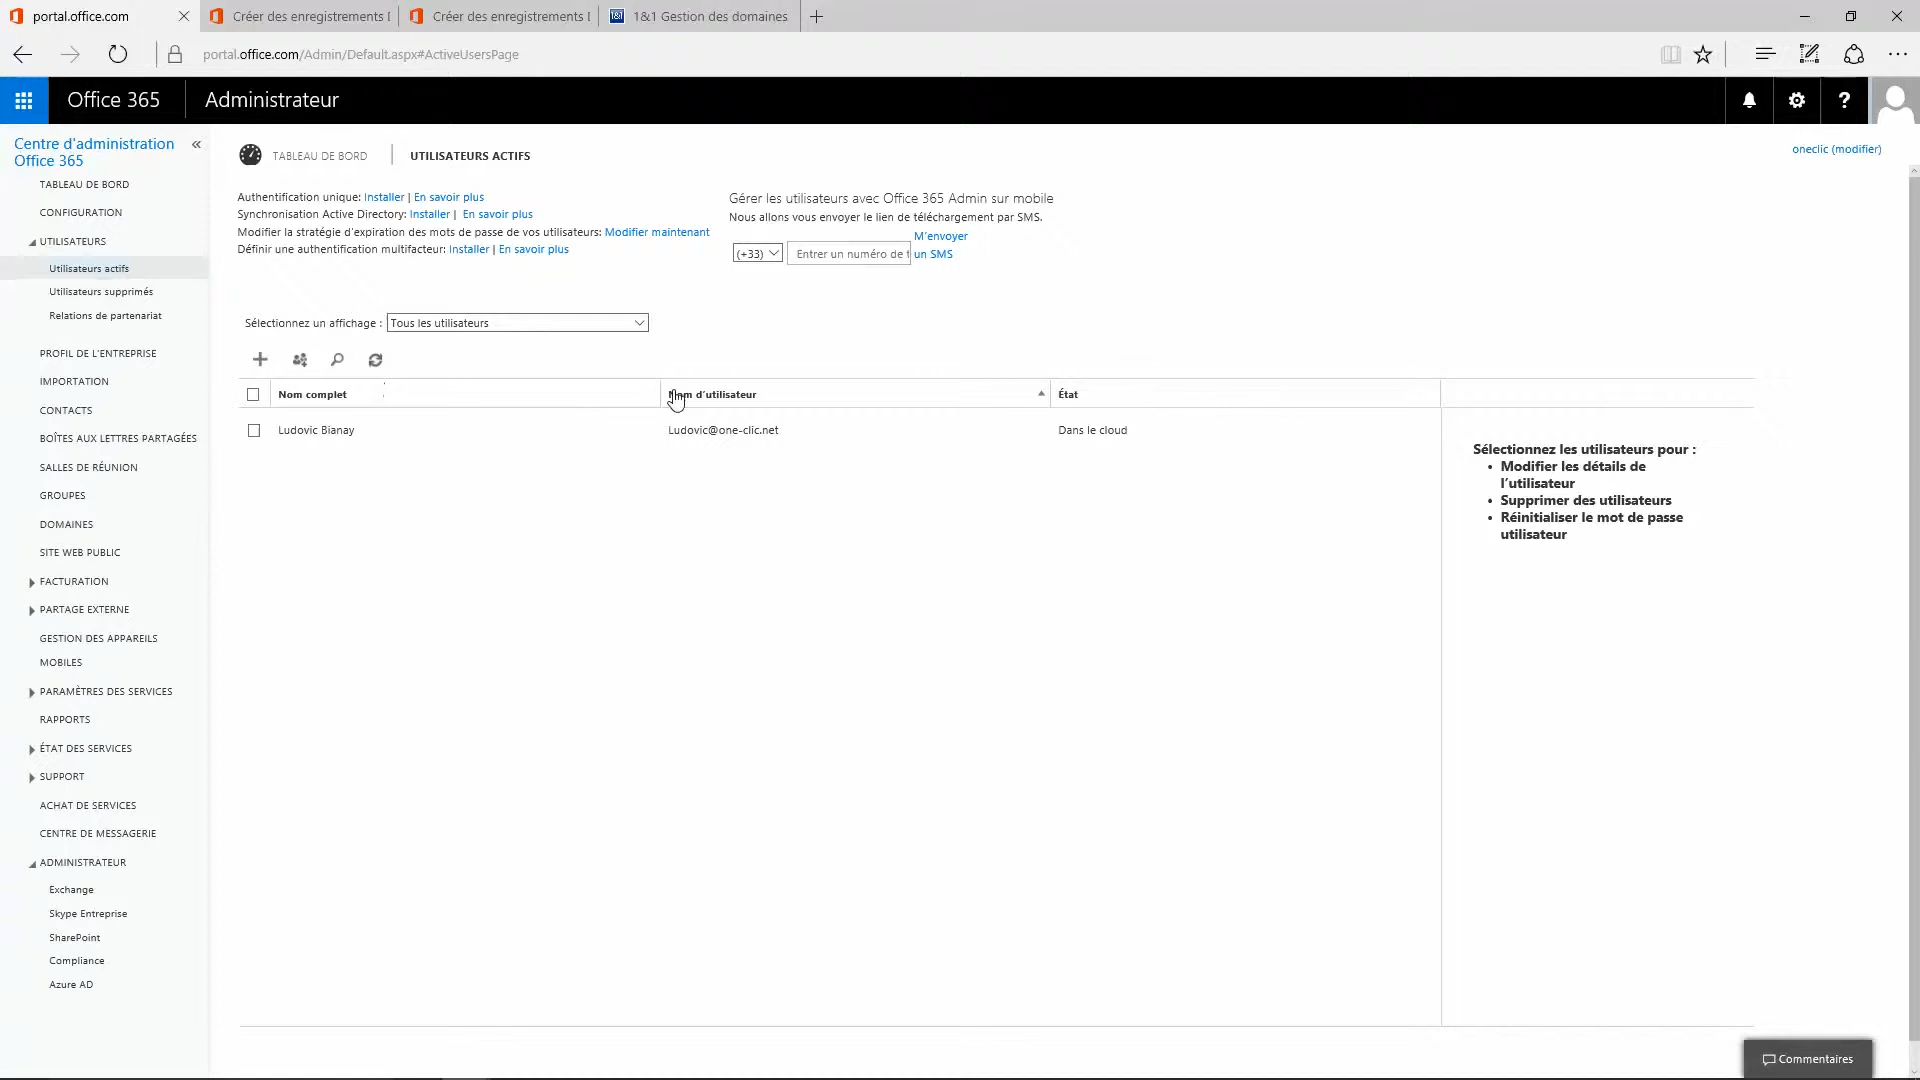 portal.office.com
Créer des enregistrements
Créer des enregistrements
1&1 Gestion des domaines
portal.office.com/Admin/Default.aspx#ActiveUsersPage
Office 365
Administrateur
?
Centre d'administration
Office 365
«
TABLEAU DE BORD
CONFIGURATION
UTILISATEURS
Utilisateurs actifs
Utilisateurs supprimés
Relations de partenariat
PROFIL DE L'ENTREPRISE
IMPORTATION
CONTACTS
BOÎTES AUX LETTRES PARTAGÉES
SALLES DE RÉUNION
GROUPES
DOMAINES
SITE WEB PUBLIC
FACTURATION
PARTAGE EXTERNE
GESTION DES APPAREILS
MOBILES
PARAMÈTRES DES SERVICES
RAPPORTS
ÉTAT DES SERVICES
SUPPORT
ACHAT DE SERVICES
CENTRE DE MESSAGERIE
ADMINISTRATEUR
Exchange
Skype Entreprise
SharePoint
Compliance
Azure AD
TABLEAU DE BORD
UTILISATEURS ACTIFS
oneclic (modifier)
Authentification unique: Installer | En savoir plus
Synchronisation Active Directory: Installer | En savoir plus
Modifier la stratégie d'expiration des mots de passe de vos utilisateurs: Modifier maintenant
Définir une authentification multifacteur: Installer | En savoir plus
Gérer les utilisateurs avec Office 365 Admin sur mobile
Nous allons vous envoyer le lien de téléchargement par SMS.
(+33)
Entrer un numéro de
M'envoyer
un SMS
Sélectionnez un affichage :
Tous les utilisateurs
Nom complet
Nom d'utilisateur
État
Ludovic Bianay
Ludovic@one-clic.net
Dans le cloud
Sélectionnez les utilisateurs pour :
• Modifier les détails de
l'utilisateur
• Supprimer des utilisateurs
• Réinitialiser le mot de passe
utilisateur
Commentaires